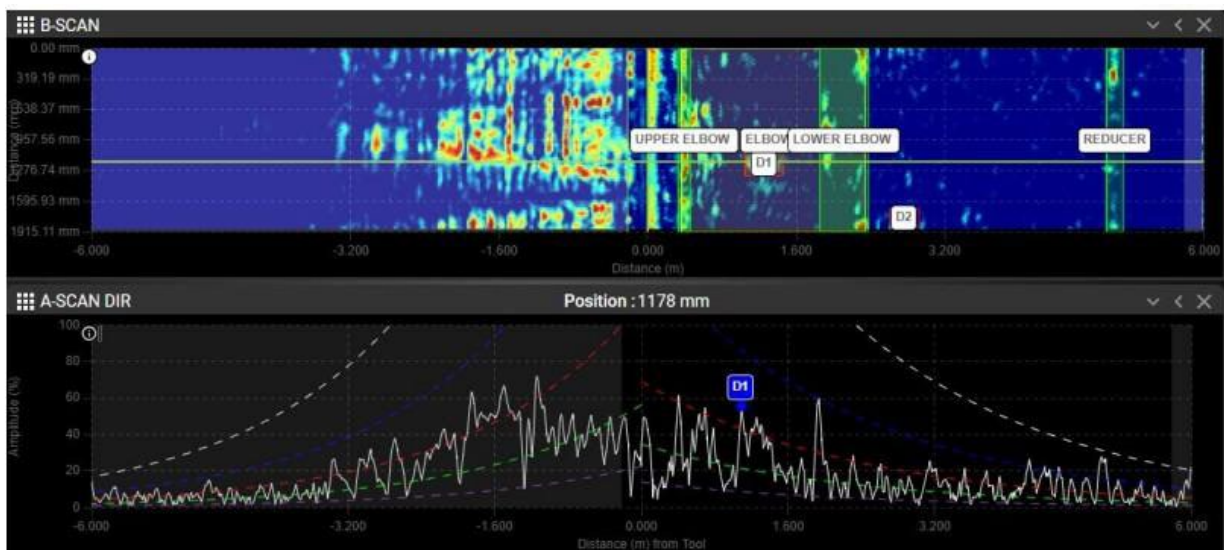 B-SCAN
0.00 mm
319.19 mm
638.37 mm
957.56 mm
1276.74 mm
1595.93 mm
1915.11 mm
Distance (mm)
UPPER ELBOW
ELBOW
LOWER ELBOW
REDUCER
D1
D2
-6.000 -3.200 -1.600 0.000 1.600 3.200 6.000
Distance (m)
A-SCAN DIR Position : 1178 mm
100
80
60
40
20
0
Amplitude (%)
D1
-6.000 -3.200 -1.600 0.000 1.600 3.200 6.000
Distance (m) from Tool